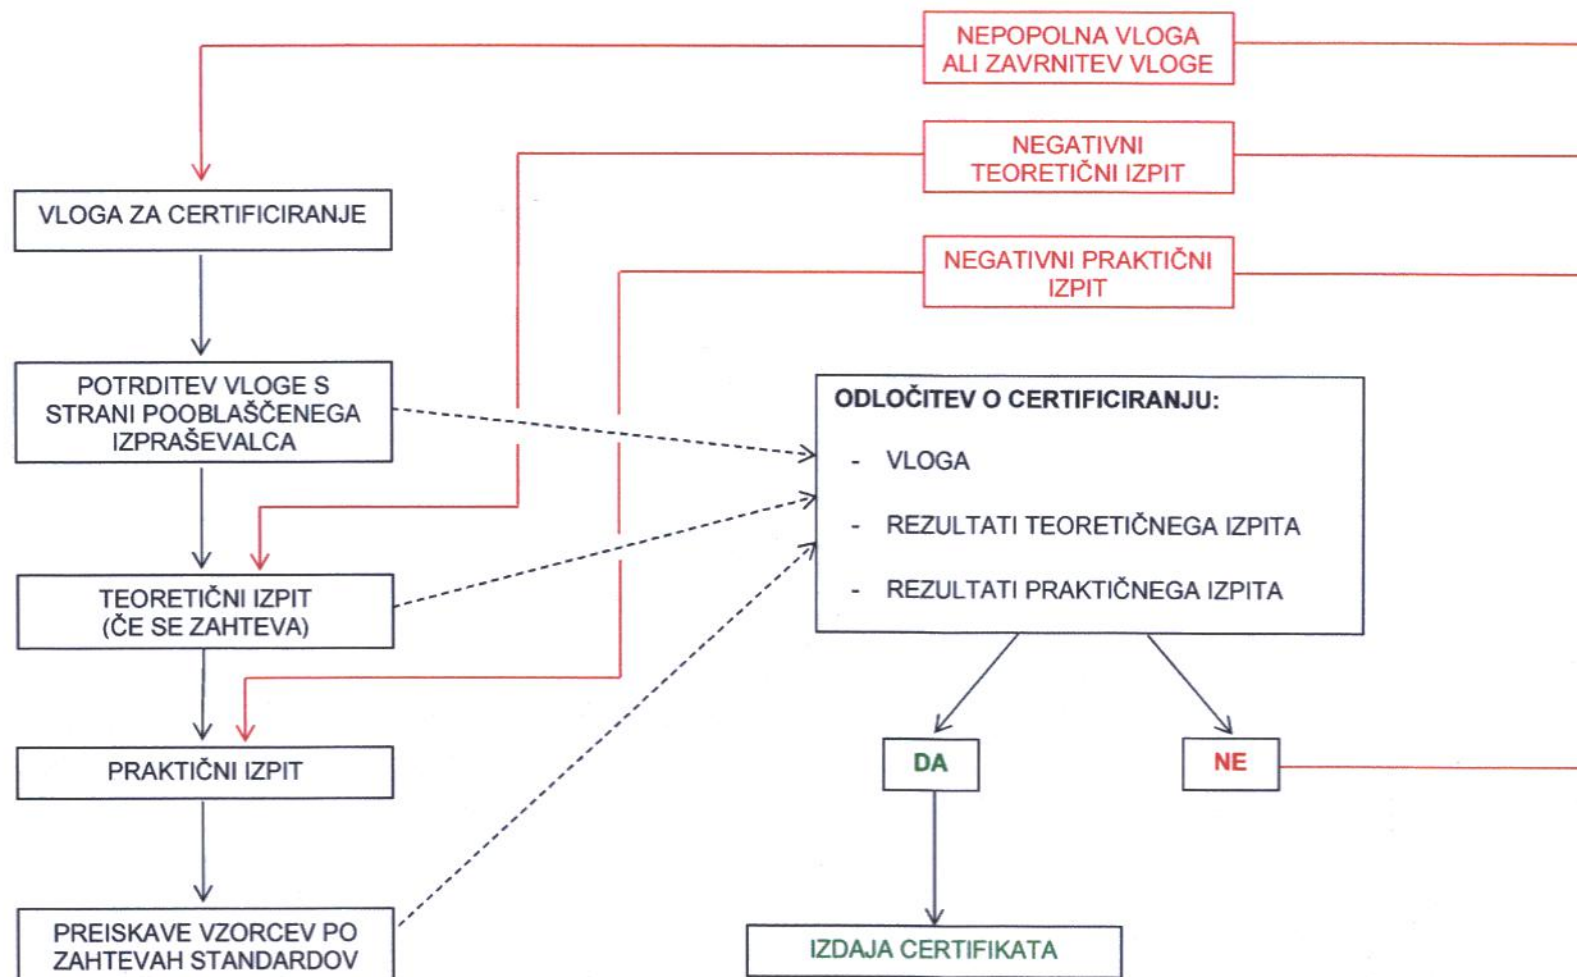 NEPOPOLNA VLOGA
ALI ZAVRNITEV VLOGE
NEGATIVNI
TEORETIČNI IZPIT
NEGATIVNI PRAKTIČNI
IZPIT
VLOGA ZA CERTIFICIRANJE
POTRDITEV VLOGE S
STRANI POOBLAŠČENEGA
IZPRAŠEVALCA
TEORETIČNI IZPIT
(ČE SE ZAHTEVA)
PRAKTIČNI IZPIT
PREISKAVE VZORCEV PO
ZAHTEVAH STANDARDOV
ODLOČITEV O CERTIFICIRANJU:
- VLOGA
- REZULTATI TEORETIČNEGA IZPITA
- REZULTATI PRAKTIČNEGA IZPITA
DA
NE
IZDAJA CERTIFIKATA